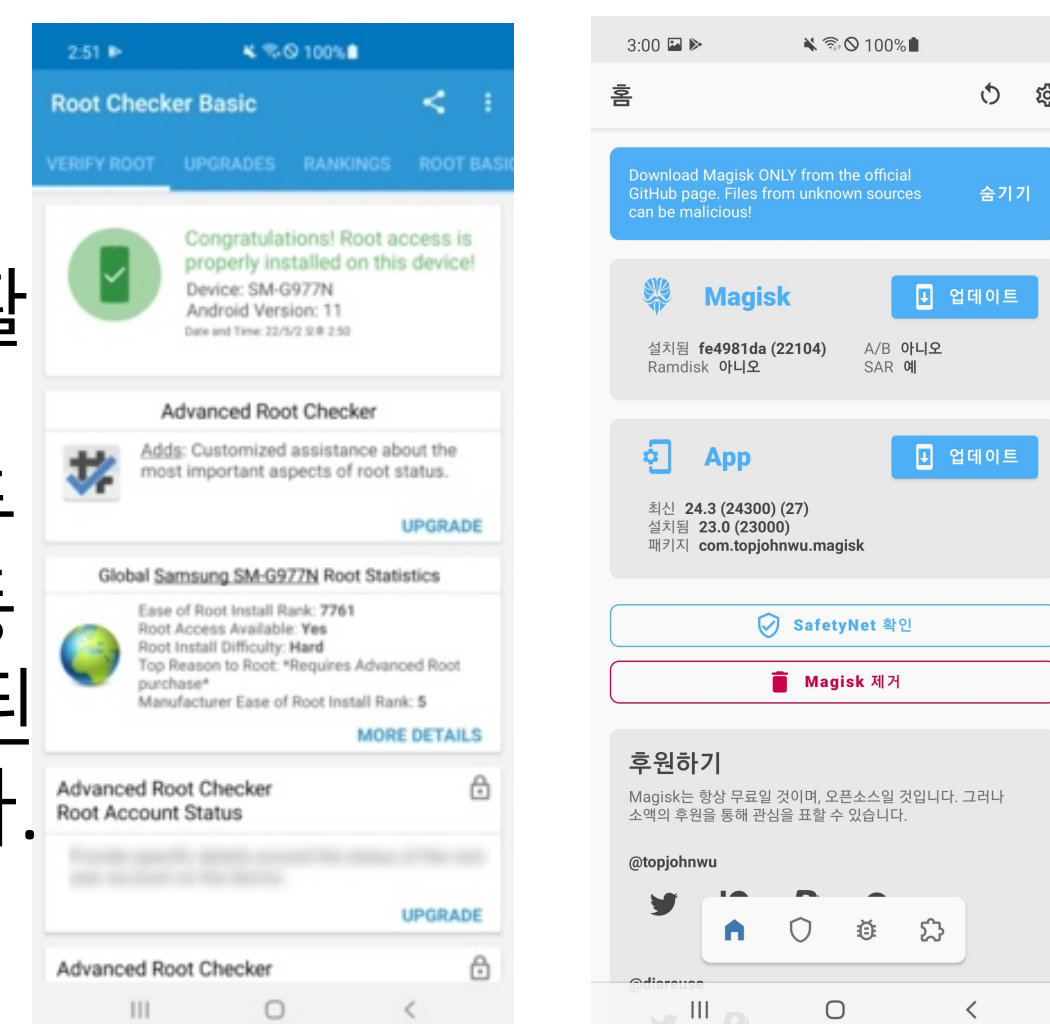 2:51
100%
Root Checker Basic
VERIFY ROOT UPGRADES RANKINGS ROOT BASIC
Congratulations! Root access is
properly installed on this device!
Device: SM-G977N
Android Version: 11
Date and Time: 22/5/2 오후 2:50
Advanced Root Checker
Adds: Customized assistance about the
most important aspects of root status.
UPGRADE
Global Samsung SM-G977N Root Statistics
Ease of Root Install Rank: 7761
Root Access Available: Yes
Root Install Difficulty: Hard
Top Reason to Root: *Requires Advanced Root
purchase*
Manufacturer Ease of Root Install Rank: 5
MORE DETAILS
Advanced Root Checker
Root Account Status
UPGRADE
Advanced Root Checker
3:00
100%
홈
Download Magisk ONLY from the official
GitHub page. Files from unknown sources
can be malicious!
숨기기
Magisk
업데이트
설치됨 fe4981da (22104) A/B 아니오
Ramdisk 아니오 SAR 예
App
업데이트
최신 24.3 (24300) (27)
설치됨 23.0 (23000)
패키지 com.topjohnwu.magisk
SafetyNet 확인
Magisk 제거
후원하기
Magisk는 항상 무료일 것이며, 오픈소스일 것입니다. 그러나
소액의 후원을 통해 관심을 표할 수 있습니다.
@topjohnwu
@diareuse